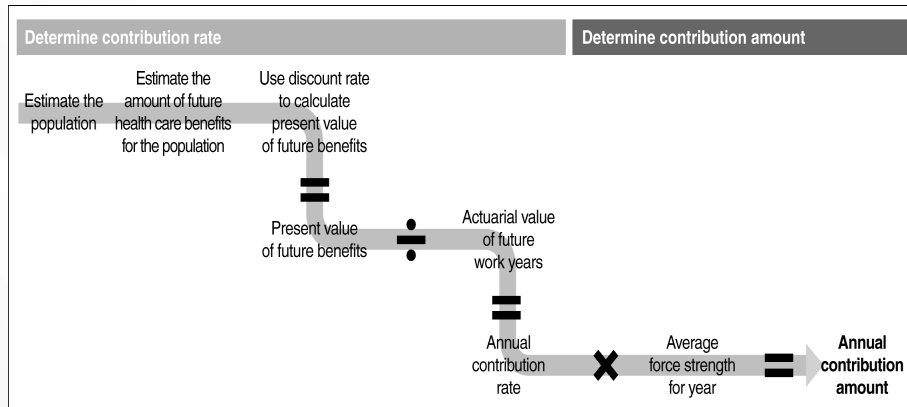 Determine contribution rate
Determine contribution amount
Estimate the
population
Estimate the
amount of future
health care benefits
for the population
Use discount rate
to calculate
present value
of future benefits
=
Present value
of future benefits
÷
Actuarial value
of future
work years
=
Annual
contribution
rate
×
Average
force strength
for year
=
Annual
contribution
amount